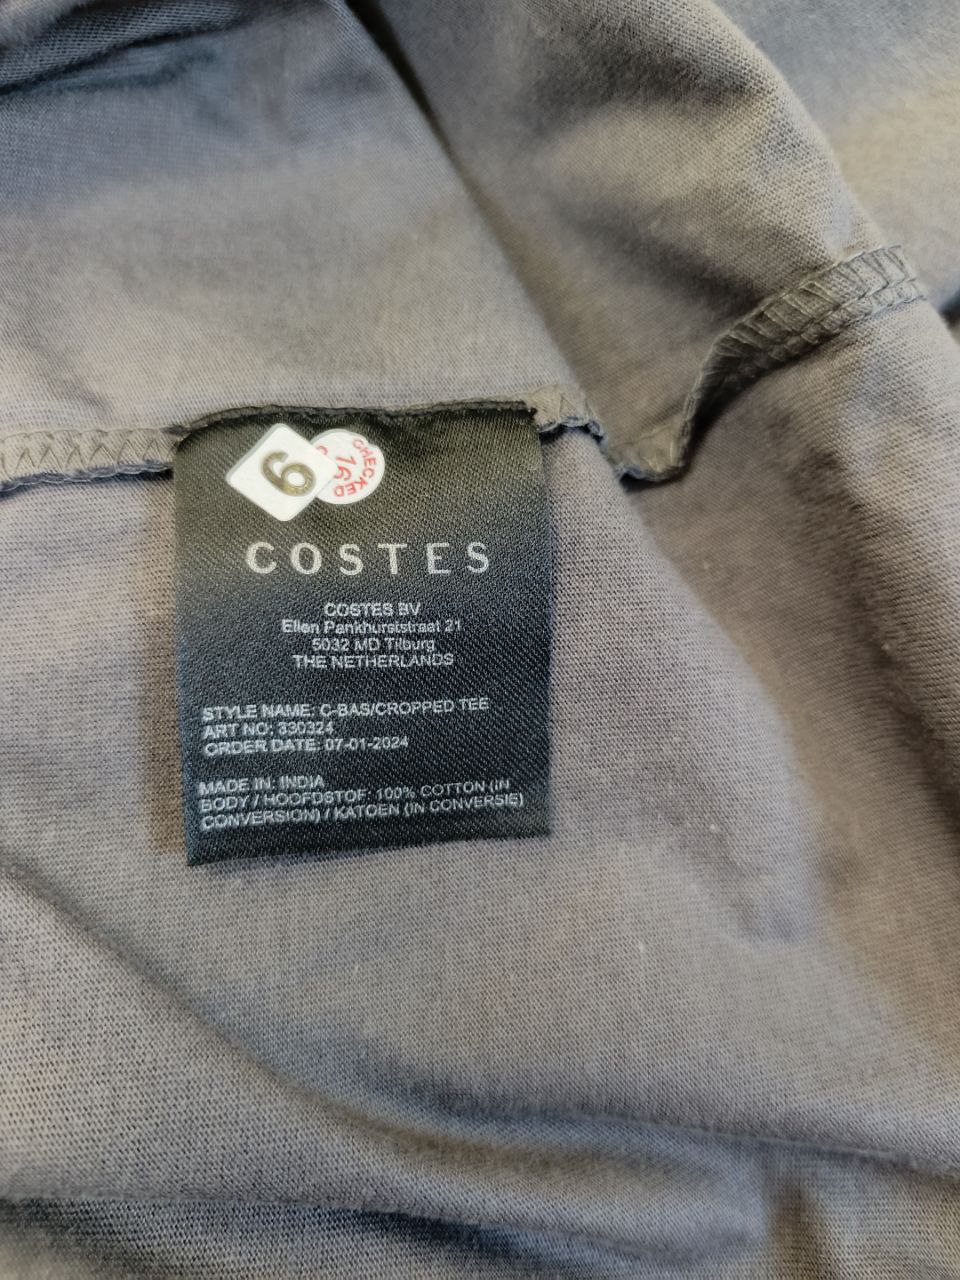 6
CHECKED
16
COSTES
COSTES BV
Ellen Pankhurststraat 21
5032 MD Tilburg
THE NETHERLANDS
STYLE NAME: C-BAS/CROPPED TEE
ART NO: 330324
ORDER DATE: 07-01-2024
MADE IN: INDIA
BODY / HOOFDSTOF: 100% COTTON (IN
CONVERSION) / KATOEN (IN CONVERSIE)